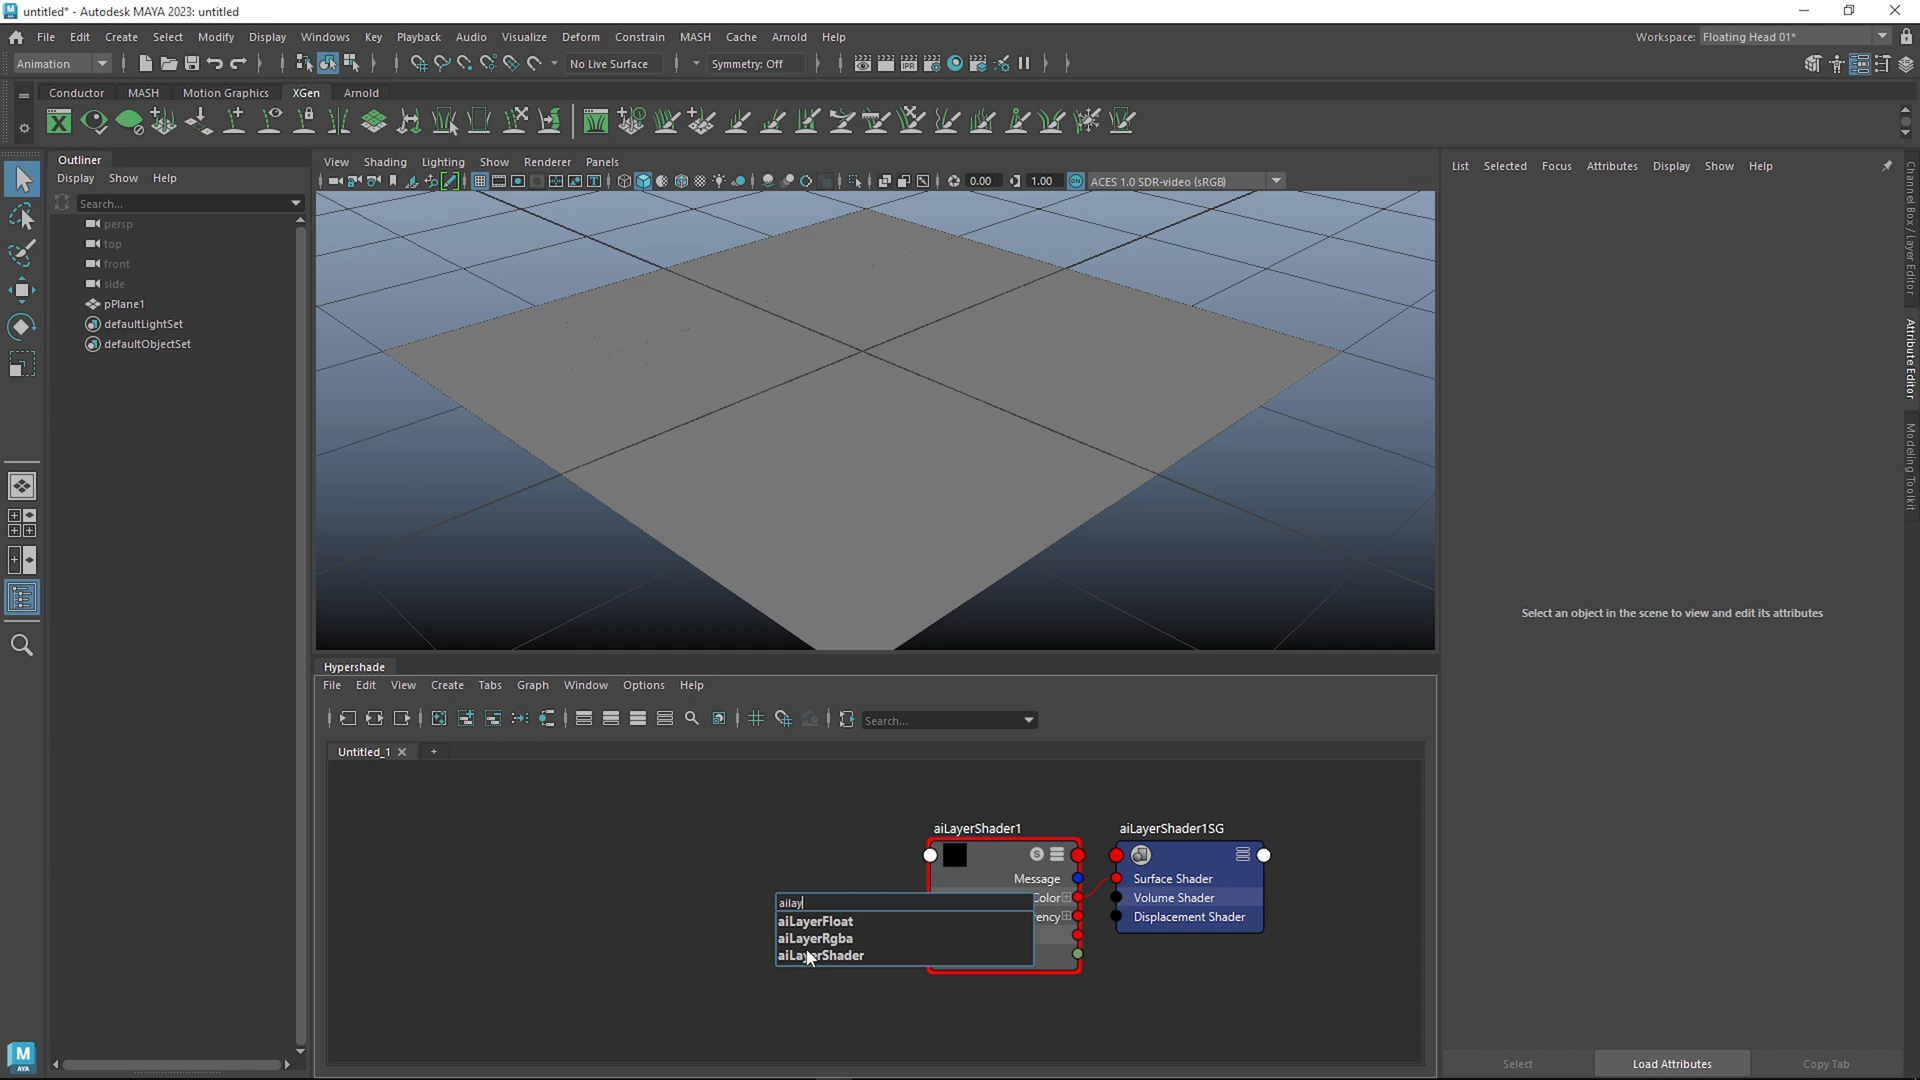 untitled* - Autodesk MAYA 2023: untitled
File Edit Create Select Modify Display Windows Key Playback Audio Visualize Deform Constrain MASH Cache Arnold Help
Workspace: Floating Head 01*
Animation
No Live Surface
Symmetry: Off
IPR
Conductor MASH Motion Graphics XGen Arnold
Outliner
Display Show Help
Search...
persp
top
front
side
pPlane1
defaultLightSet
defaultObjectSet
View Shading Lighting Show Renderer Panels
0.00
1.00
ACES 1.0 SDR-video (sRGB)
List Selected Focus Attributes Display Show Help
Channel Box / Layer Editor
Attribute Editor
Modeling Toolkit
Select an object in the scene to view and edit its attributes
Hypershade
File Edit View Create Tabs Graph Window Options Help
Search...
Untitled_1
aiLayerShader1
aiLayerShader1SG
S
Message
Surface Shader
Color
Volume Shader
ency
Displacement Shader
ailay
aiLayerFloat
aiLayerRgba
aiLayerShader
M
AYA
Select
Load Attributes
Copy Tab